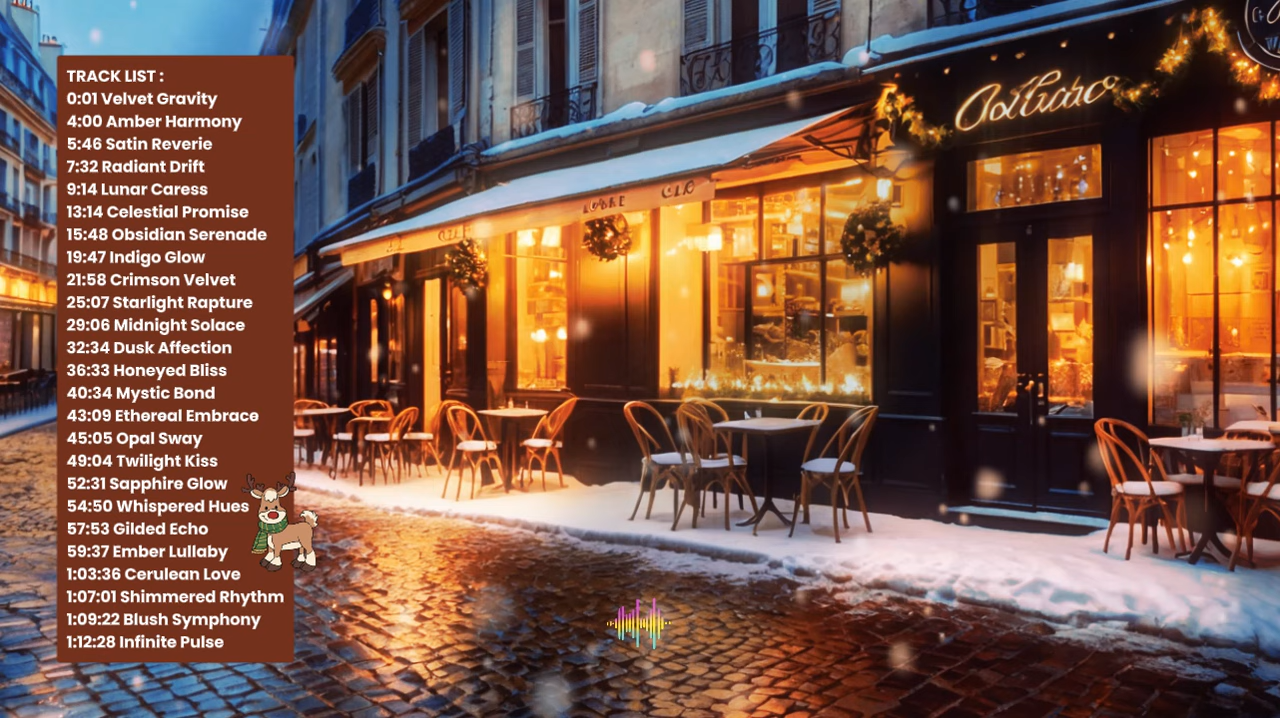 TRACK LIST :
0:01 Velvet Gravity
4:00 Amber Harmony
5:46 Satin Reverie
7:32 Radiant Drift
9:14 Lunar Caress
13:14 Celestial Promise
15:48 Obsidian Serenade
19:47 Indigo Glow
21:58 Crimson Velvet
25:07 Starlight Rapture
29:06 Midnight Solace
32:34 Dusk Affection
36:33 Honeyed Bliss
40:34 Mystic Bond
43:09 Ethereal Embrace
45:05 Opal Sway
49:04 Twilight Kiss
52:31 Sapphire Glow
54:50 Whispered Hues
57:53 Gilded Echo
59:37 Ember Lullaby
1:03:36 Cerulean Love
1:07:01 Shimmered Rhythm
1:09:22 Blush Symphony
1:12:28 Infinite Pulse